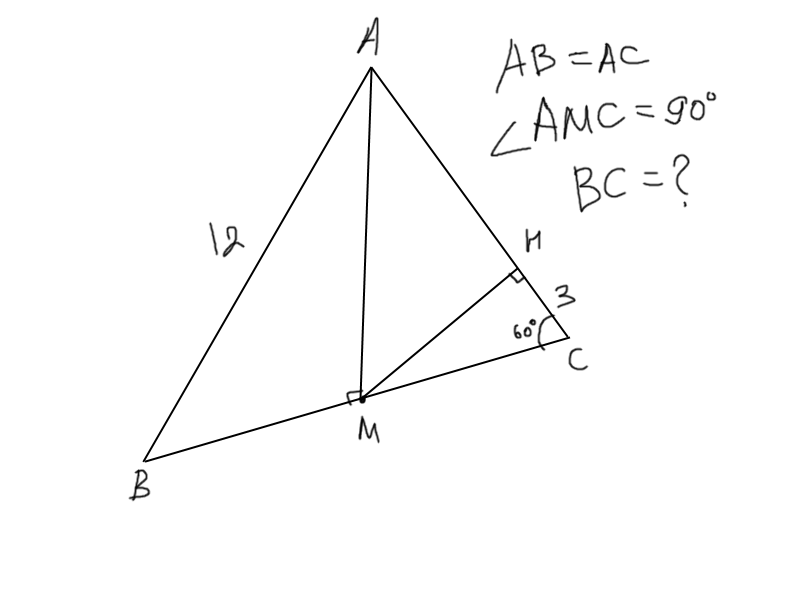 A
AB = AC
∠AMC = 90°
BC = ?
12
H
3
60°
C
M
B